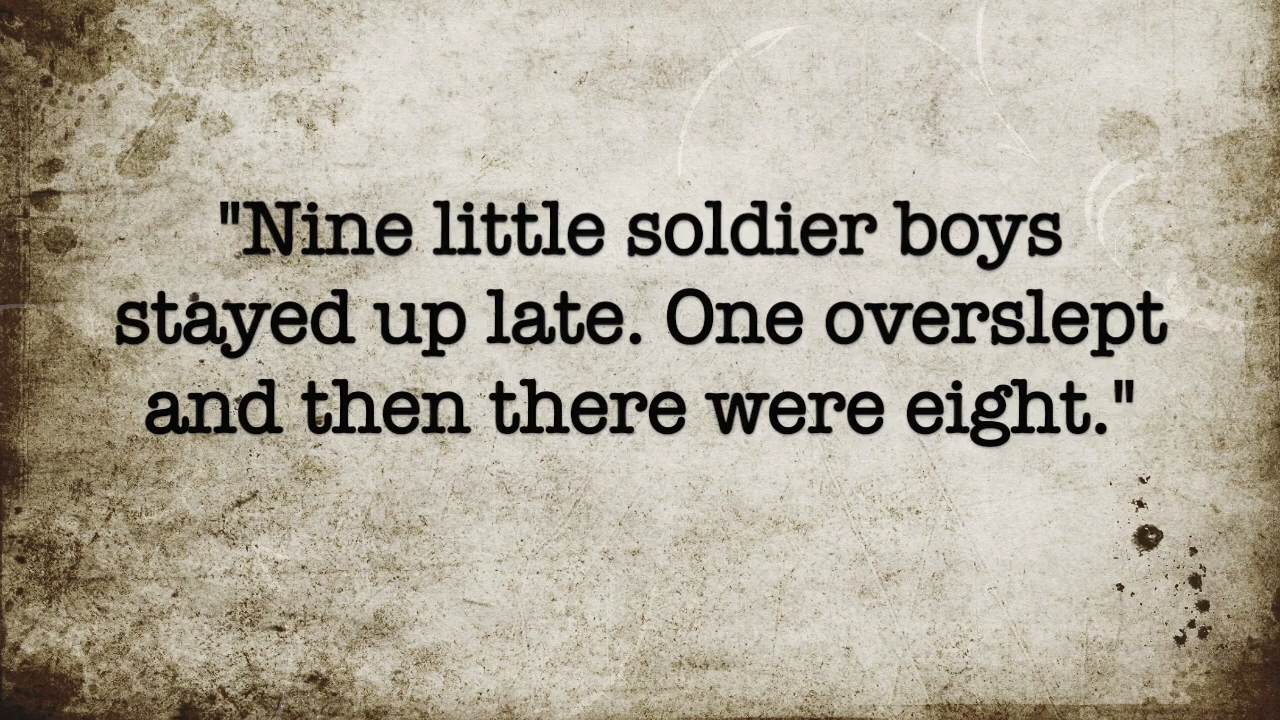 "Nine little soldier boys
stayed up late. One overslept
and then there were eight."